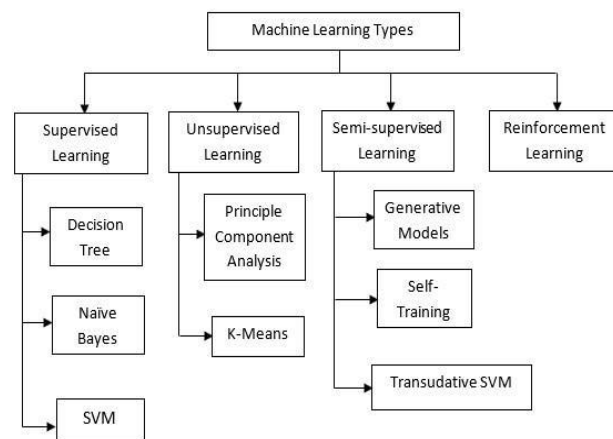 Machine Learning Types
Supervised
Learning
Unsupervised
Learning
Semi-supervised
Learning
Reinforcement
Learning
Decision
Tree
Naïve
Bayes
SVM
Principle
Component
Analysis
K-Means
Generative
Models
Self-
Training
Transudative SVM